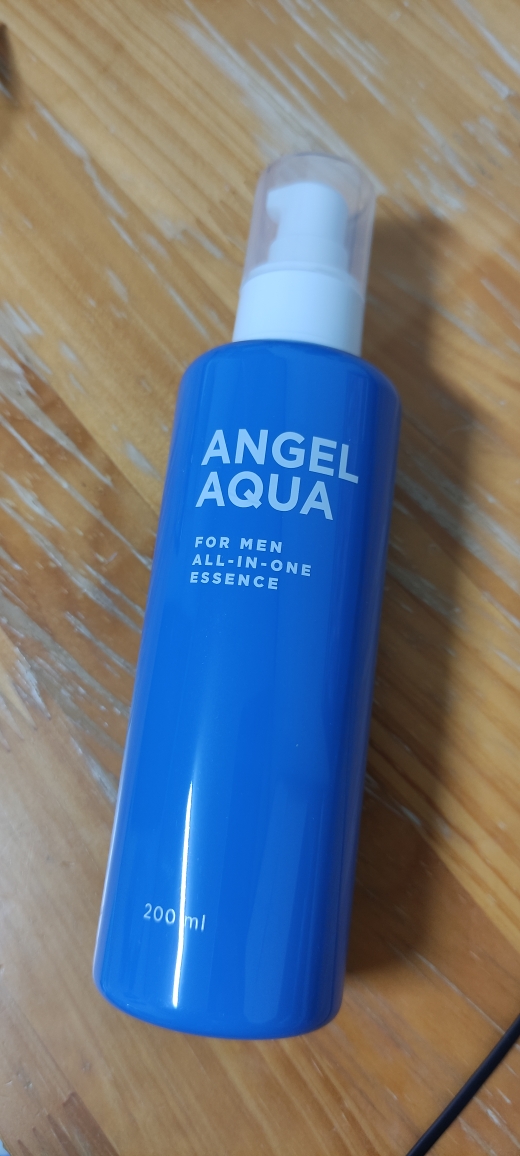 ANGEL
AQUA
FOR MEN
ALL-IN-ONE
ESSENCE
200 ml